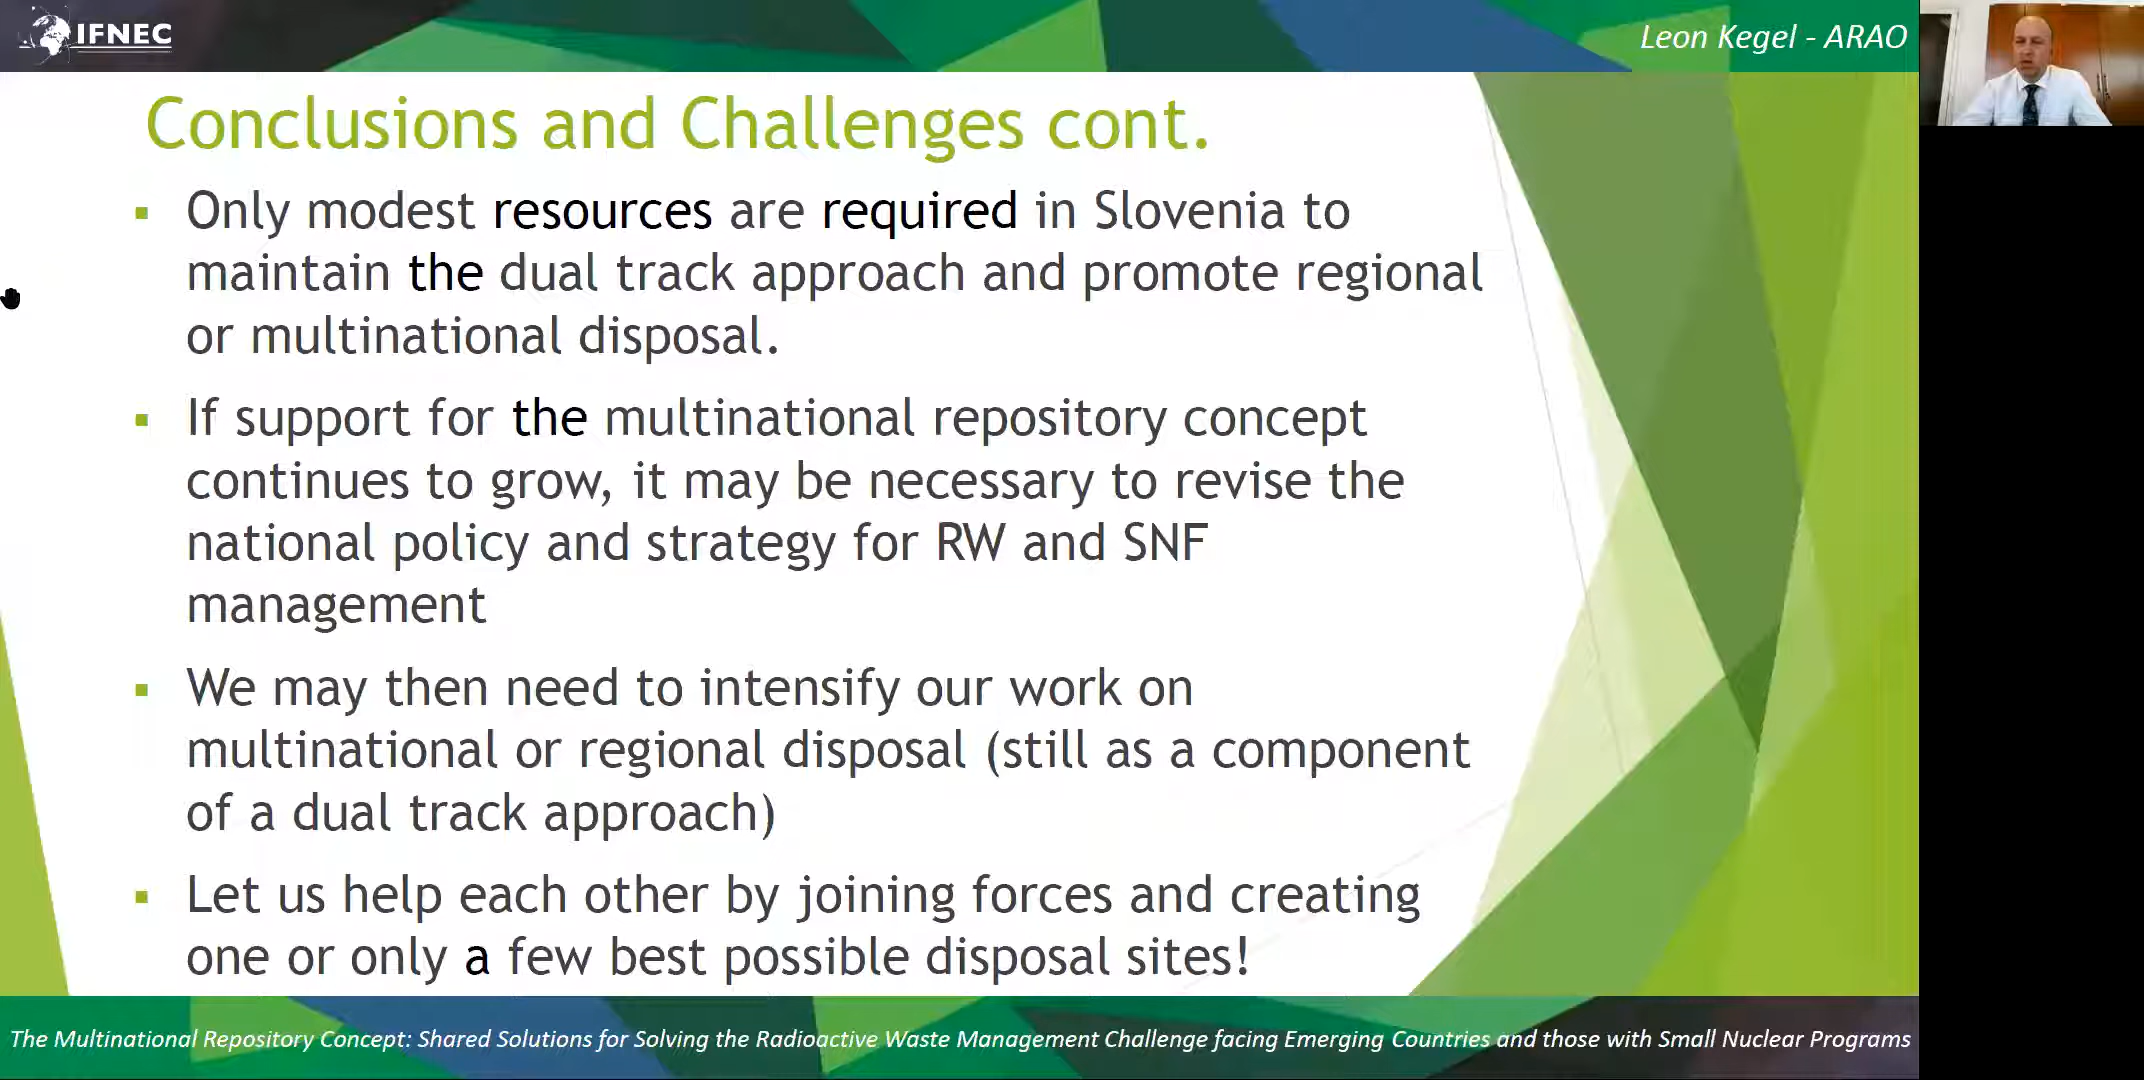 IFNEC
Leon Kegel - ARAO
Conclusions and Challenges cont.
Only modest resources are required in Slovenia to
maintain the dual track approach and promote regional
or multinational disposal.
If support for the multinational repository concept
continues to grow, it may be necessary to revise the
national policy and strategy for RW and SNF
management
We may then need to intensify our work on
multinational or regional disposal (still as a component
of a dual track approach)
Let us help each other by joining forces and creating
one or only a few best possible disposal sites!
The Multinational Repository Concept: Shared Solutions for Solving the Radioactive Waste Management Challenge facing Emerging Countries and those with Small Nuclear Programs